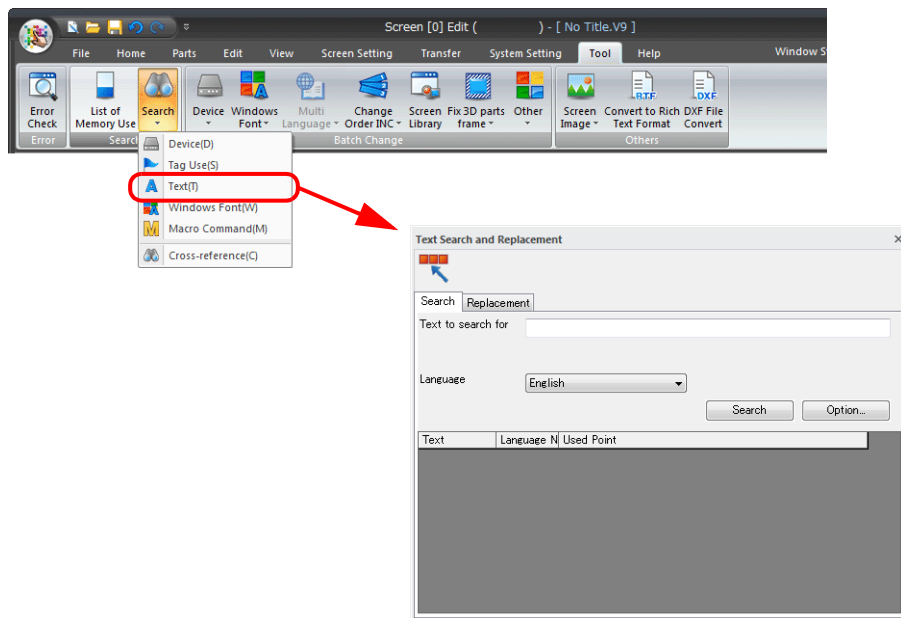 Screen [0] Edit ( ) - [ No Title.V9 ]
File Home Parts Edit View Screen Setting Transfer System Setting Tool Help Window S
Error Check
List of Memory Use
Search
Device
Windows Font
Multi Language
Change Order INC
Screen Library
Fix 3D parts frame
Other
Screen Image
Convert to Rich Text Format
DXF File Convert
R.T.F.
DXF
Error Search Batch Change Others
Device(D)
Tag Use(S)
Text(T)
Windows Font(W)
Macro Command(M)
Cross-reference(C)
Text Search and Replacement
Search Replacement
Text to search for
Language English
Search Option...
Text Language N Used Point